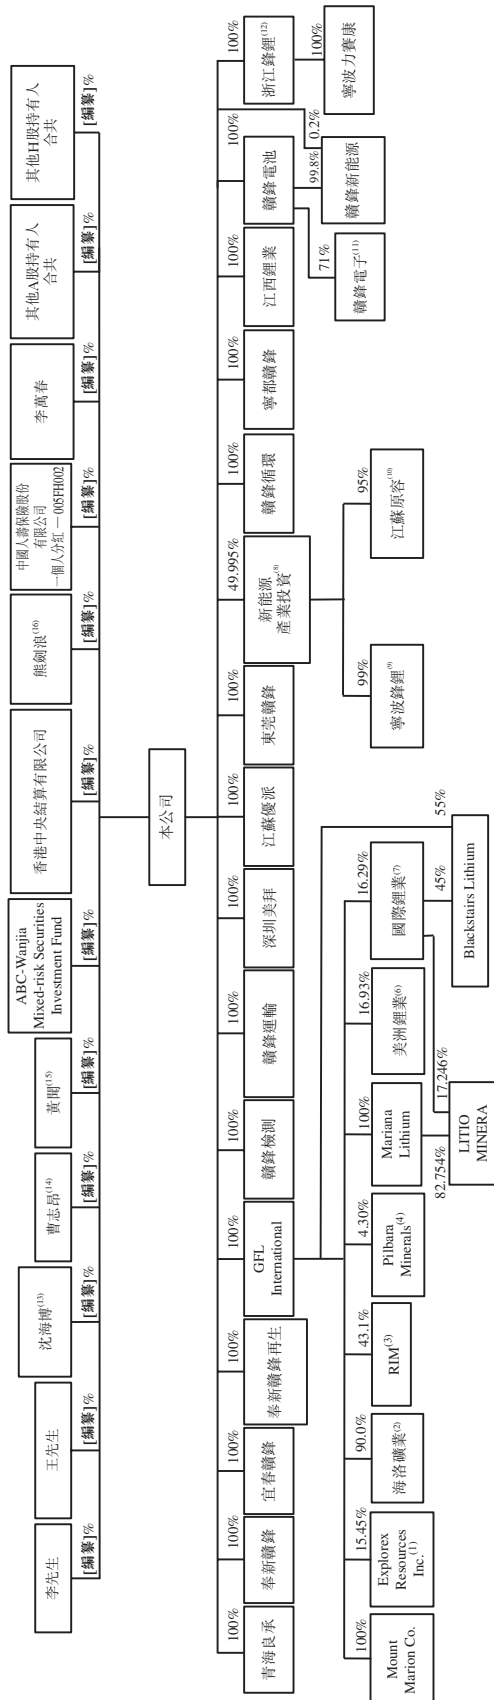 李先生
王先生
沈海博(13)
曹志昂(14)
黃聞(15)
ABC-Wanjia
Mixed-risk Securities
Investment Fund
香港中央結算有限公司
熊劍浪(16)
中國人壽保險股份
有限公司
—個人分紅 — 005FH002
李萬春
其他A股持有人
合共
其他H股持有人
合共
[編纂]%
[編纂]%
[編纂]%
[編纂]%
[編纂]%
[編纂]%
[編纂]%
[編纂]%
[編纂]%
[編纂]%
[編纂]%
[編纂]%
本公司
100%
100%
100%
100%
100%
100%
100%
100%
100%
100%
49.995%
100%
100%
100%
100%
100%
青海良承
奉新贛鋒
宜春贛鋒
奉新贛鋒再生
GFL
International
贛鋒檢測
贛鋒運輸
深圳美拜
江蘇優派
東莞贛鋒
新能源
產業投資(8)
贛鋒循環
寧都贛鋒
江西鋰業
贛鋒電池
浙江鋒鋰(12)
71%
99.8%
0.2%
100%
贛鋒電子(11)
贛鋒新能源
寧波力賽康
99%
95%
寧波鋒鋰(9)
江蘇原容(10)
100%
15.45%
90.0%
43.1%
4.30%
100%
16.93%
16.29%
55%
Mount
Marion Co.
Explorex
Resources
Inc.(1)
海洛礦業(2)
RIM(3)
Pilbara
Minerals(4)
Mariana
Lithium
美洲鋰業(6)
國際鋰業(7)
82.754%
17.246%
45%
LITIO
MINERA
Blackstairs Lithium